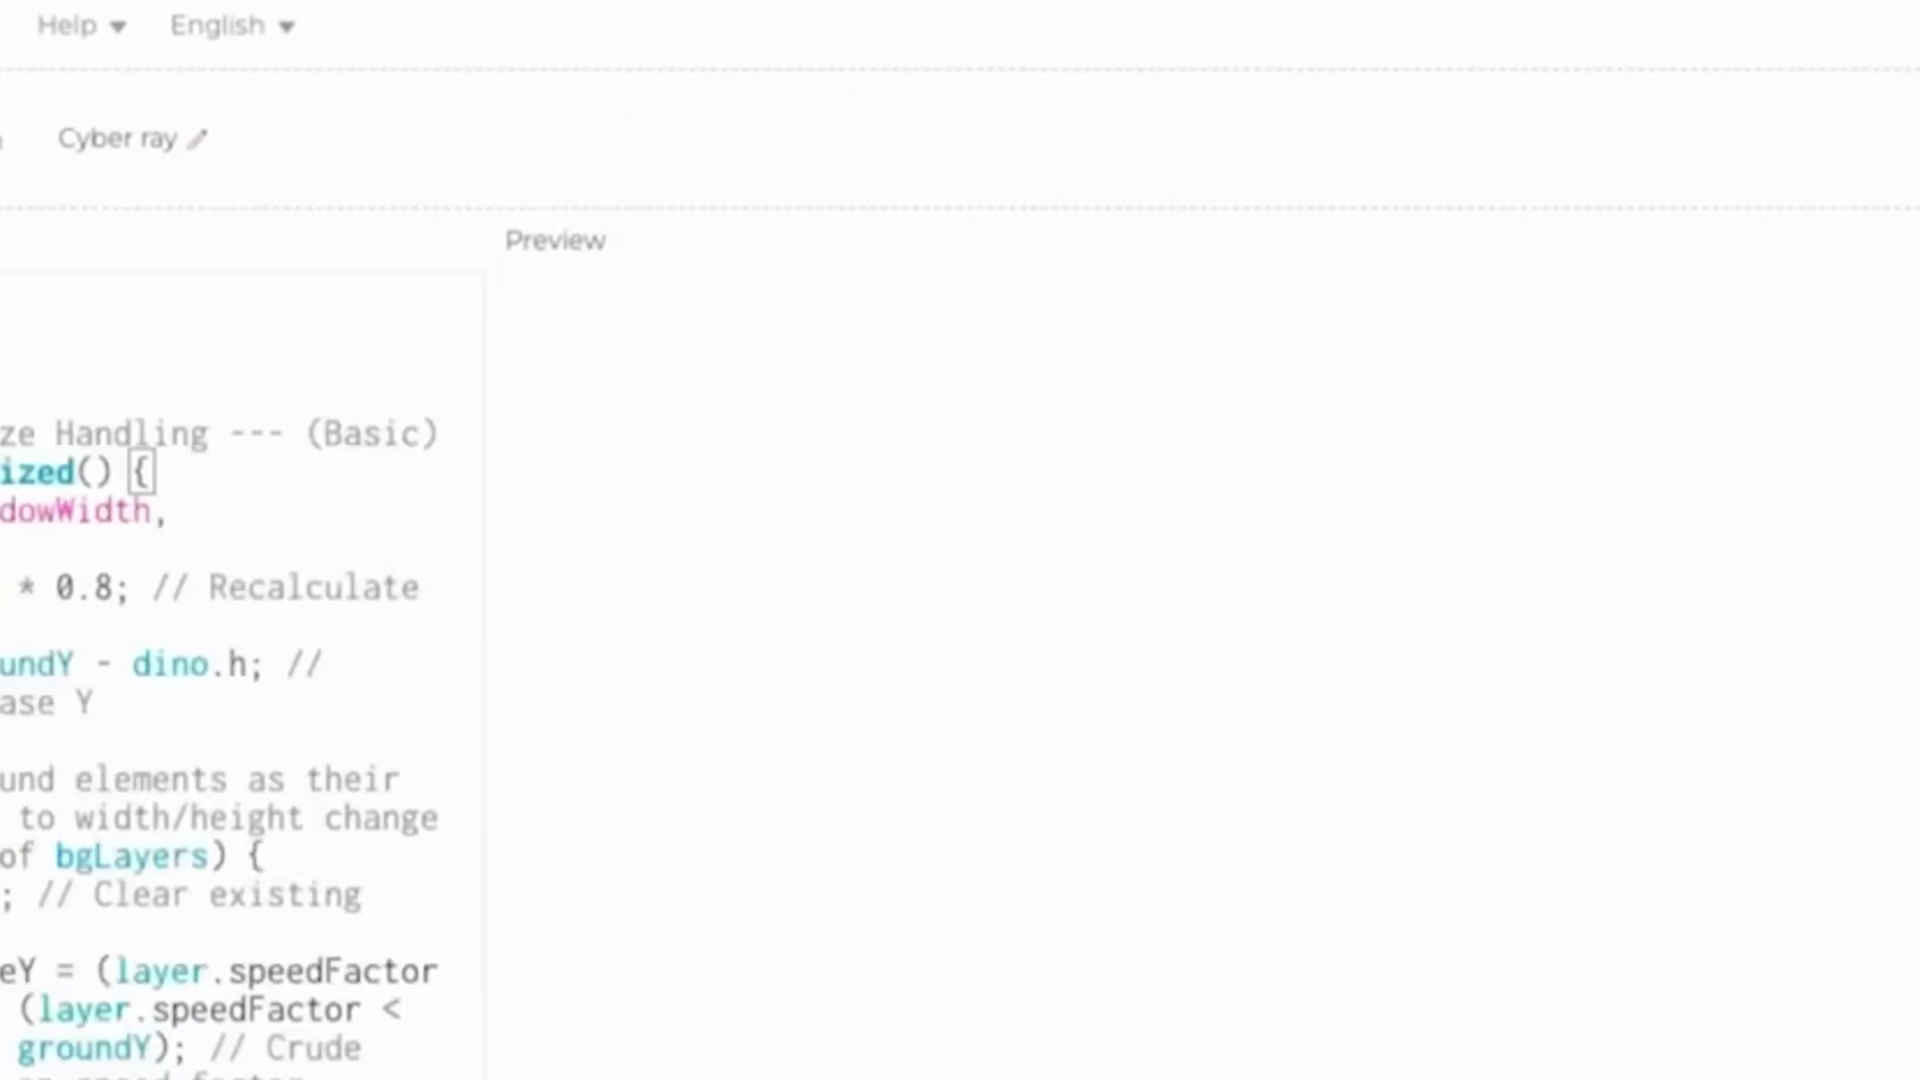 Help English
Cyber ray
Preview
ze Handling --- (Basic)
ized() {
dowWidth,
* 0.8; // Recalculate
undY - dino.h; //
ase Y
und elements as their
to width/height change
of bgLayers) {
; // Clear existing
eY = (layer.speedFactor
(layer.speedFactor <
groundY); // Crude